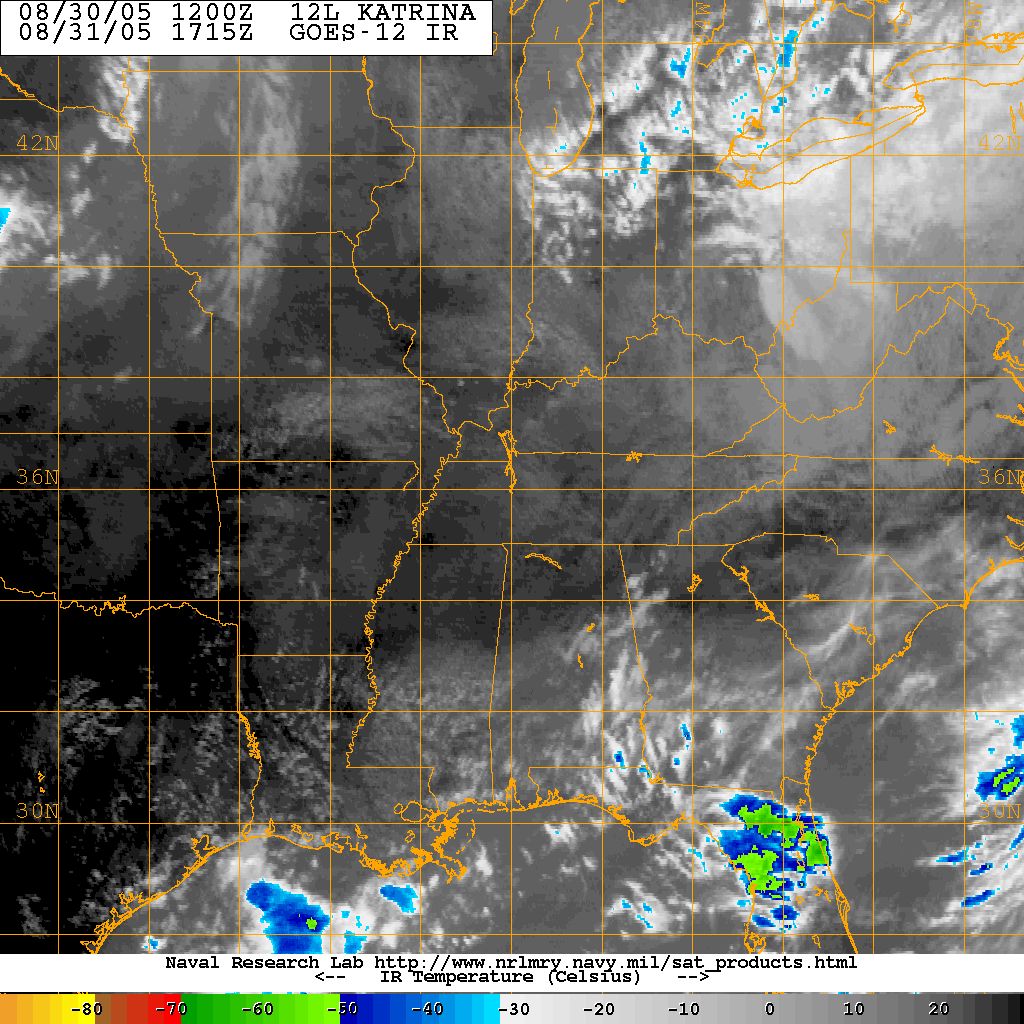 08/30/05 1200Z 12L KATRINA
08/31/05 1715Z GOES-12 IR
42N 42N
36N 36N
30N 30N
Naval Research Lab http://www.nrlmry.navy.mil/sat_products.html
<-- IR Temperature (Celsius) -->
-80 -70 -60 -50 -40 -30 -20 -10 0 10 20